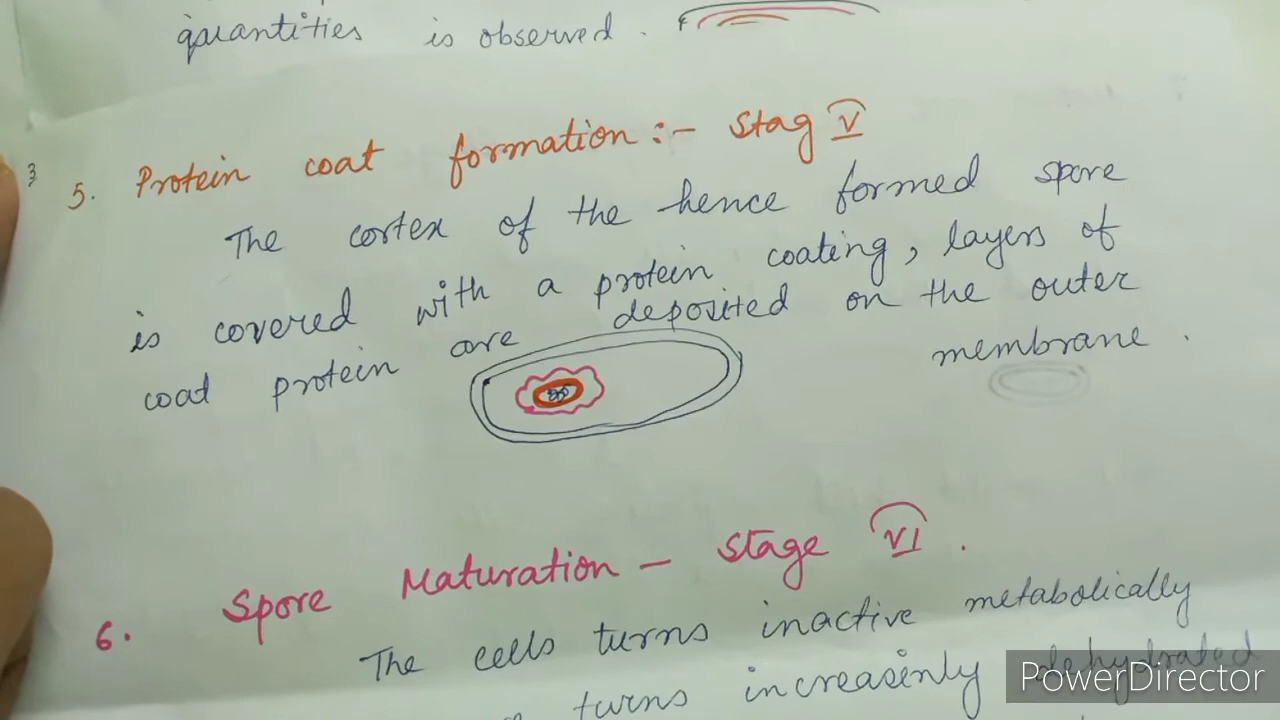 quantities is observed.
5. Protein coat formation :- Stag V
The cortex of the hence formed spore
is covered with a protein coating, layers of
coat protein are deposited on the outer
membrane.
6. Spore Maturation - Stage VI.
The cells turns inactive metabolically
turns increasinly dehydrated
PowerDirector